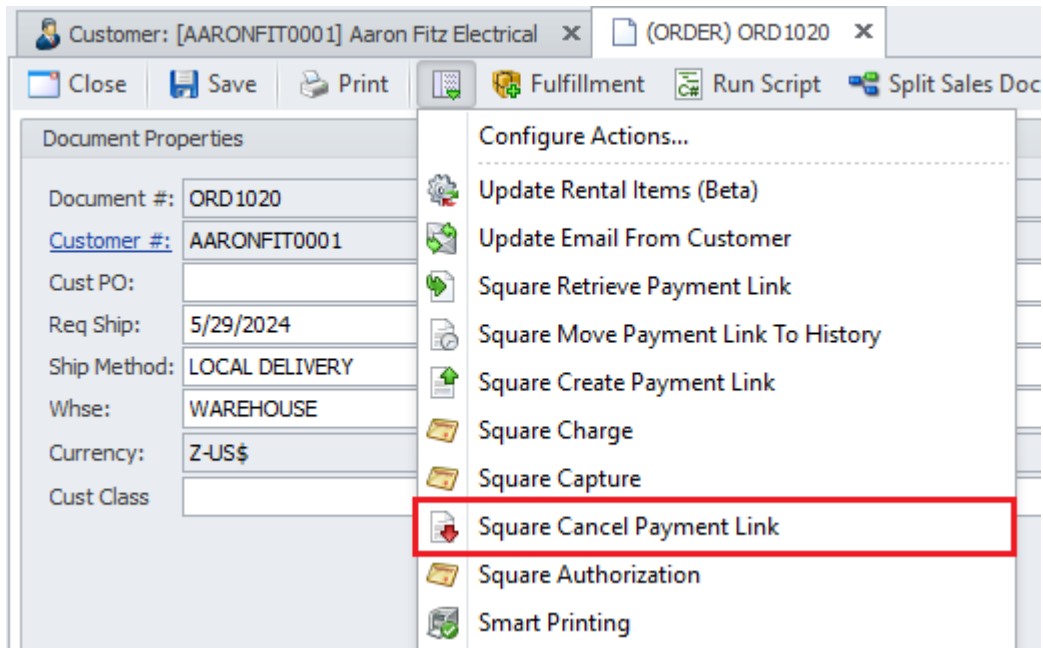 Customer: [AARONFIT0001] Aaron Fitz Electrical
(ORDER) ORD1020
Close Save Print Fulfillment C# Run Script Split Sales Doc
Document Properties
Document #: ORD1020
Customer #: AARONFIT0001
Cust PO:
Req Ship: 5/29/2024
Ship Method: LOCAL DELIVERY
Whse: WAREHOUSE
Currency: Z-US$
Cust Class
Configure Actions...
Update Rental Items (Beta)
Update Email From Customer
Square Retrieve Payment Link
Square Move Payment Link To History
Square Create Payment Link
Square Charge
Square Capture
Square Cancel Payment Link
Square Authorization
Smart Printing